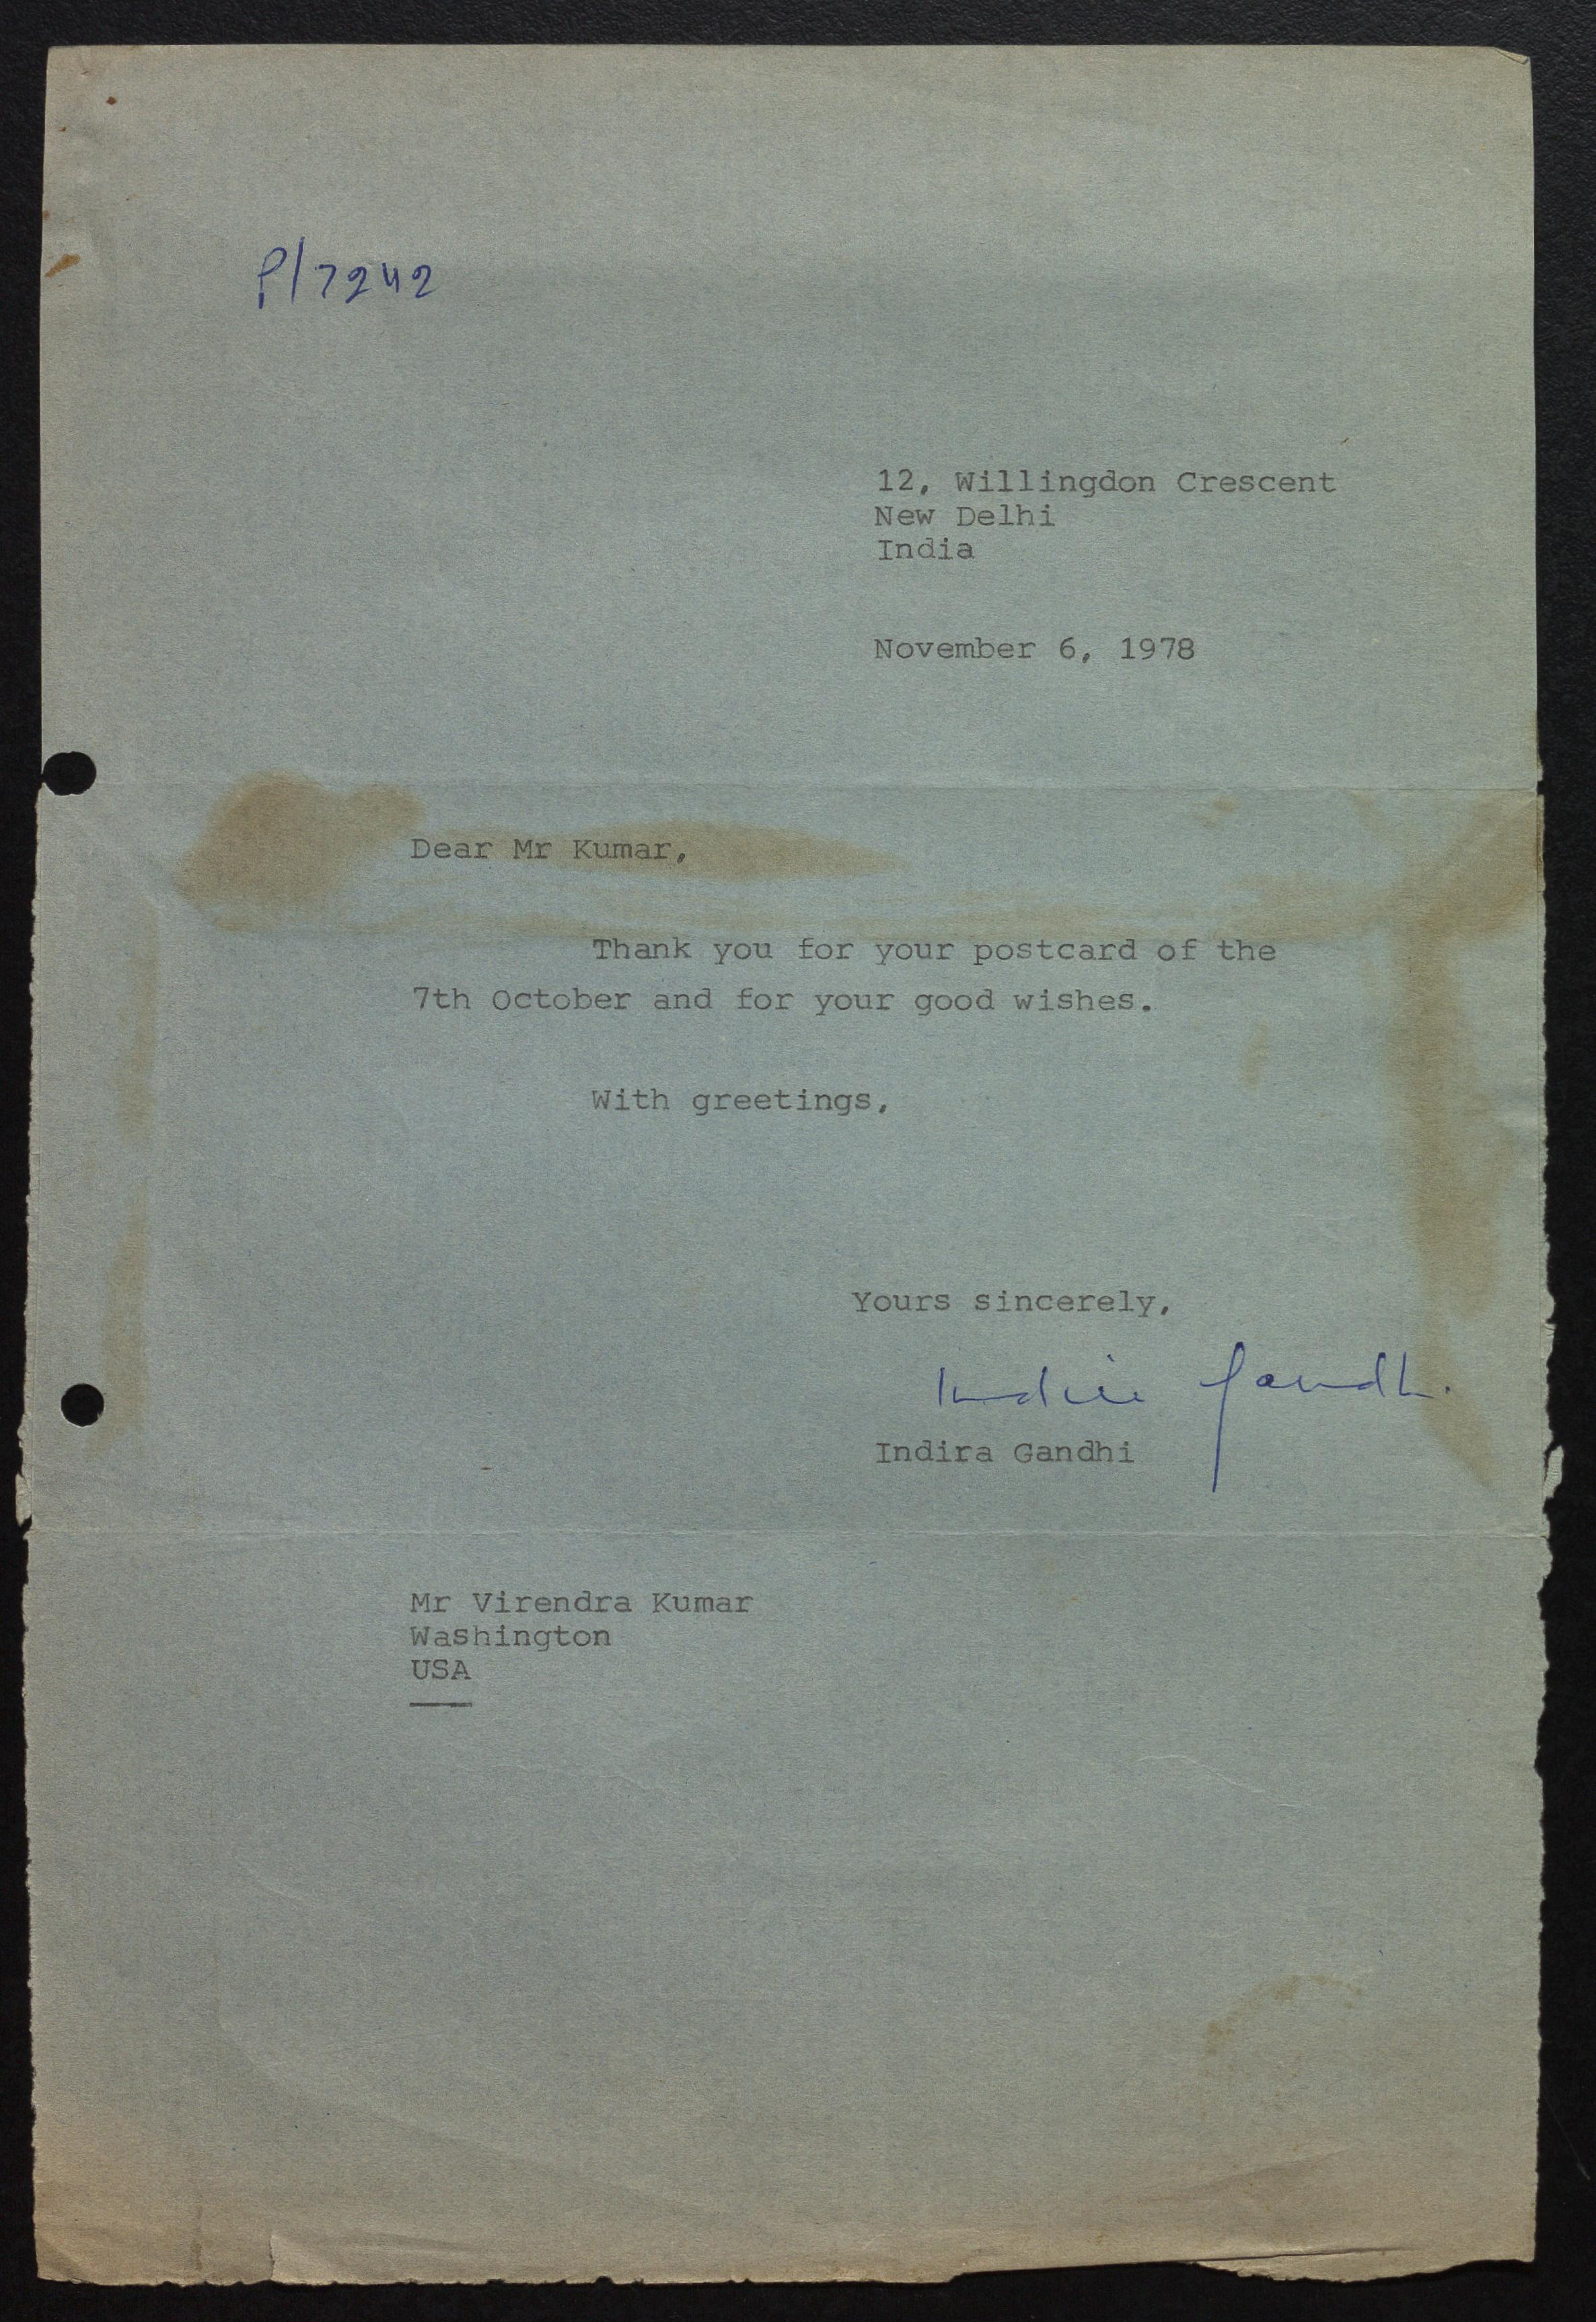 P/7242
12, Willingdon Crescent
New Delhi
India
November 6, 1978
Dear Mr Kumar,
Thank you for your postcard of the
7th October and for your good wishes.
With greetings,
Yours sincerely,
Indira Gandhi
Indira Gandhi
Mr Virendra Kumar
Washington
USA